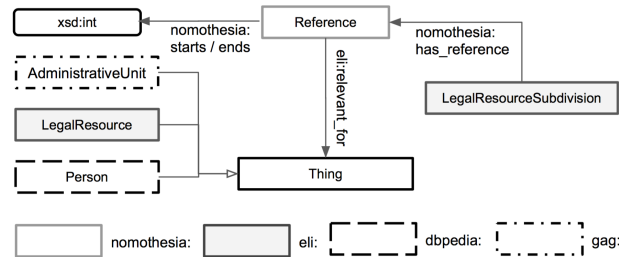 xsd:int
nomothesia:
starts / ends
Reference
nomothesia:
has_reference
AdministrativeUnit
eli:relevant_for
LegalResourceSubdivision
LegalResource
Person
Thing
nomothesia:
eli:
dbpedia:
gag: